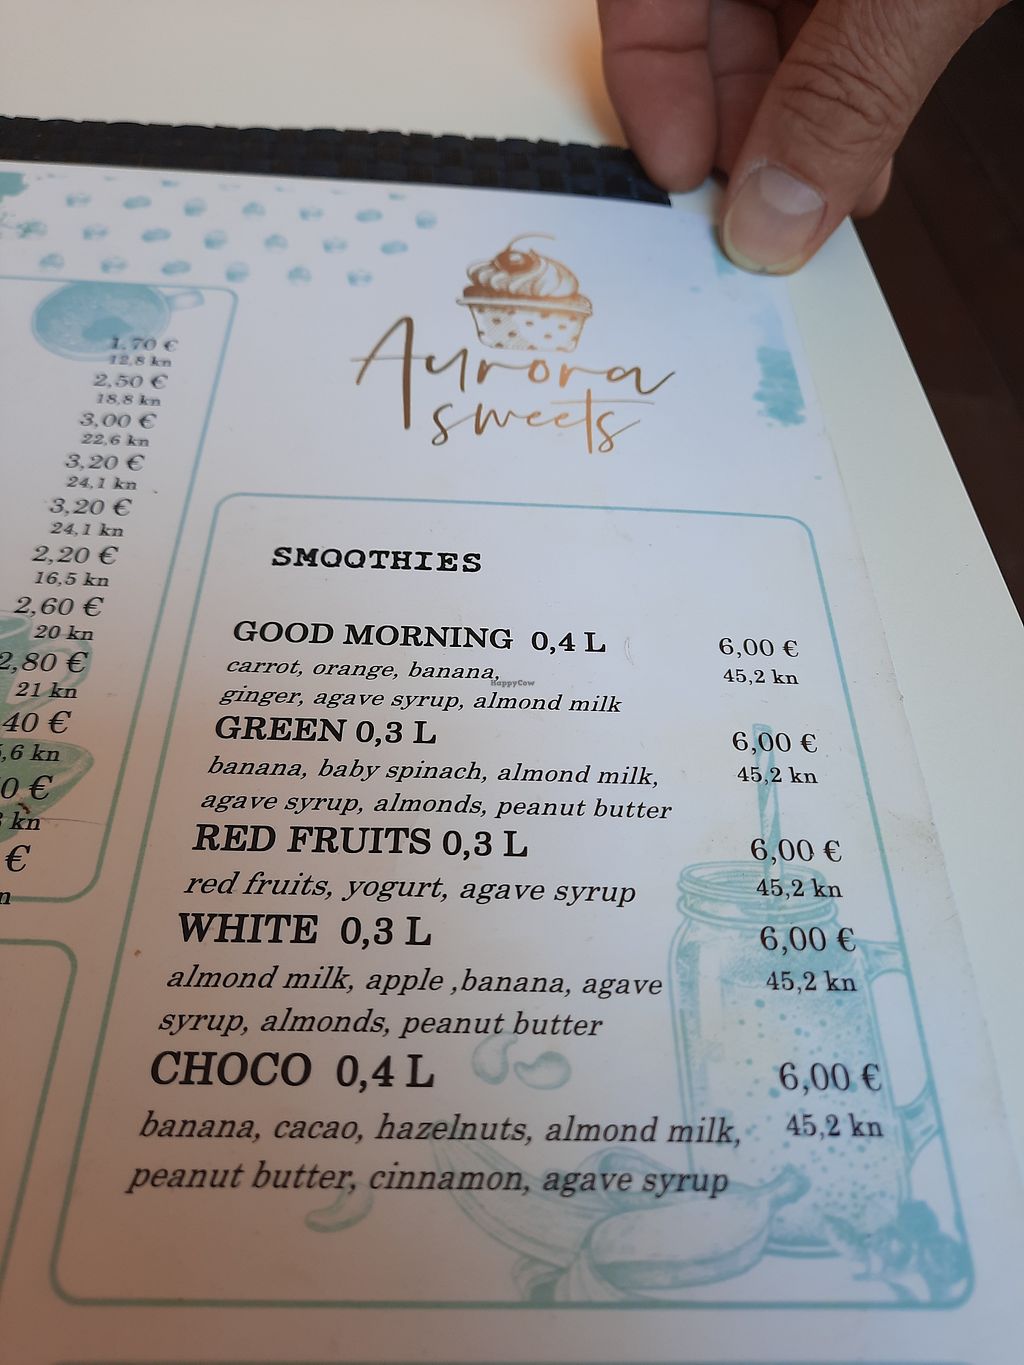 1,70 €
12,8 kn
2,50 €
18,8 kn
3,00 €
22,6 kn
3,20 €
24,1 kn
3,20 €
24,1 kn
2,20 €
16,5 kn
2,60 €
20 kn
2,80 €
21 kn
40 €
,6 kn
0 €
kn
€
Aurora
sweets
SMOOTHIES
GOOD MORNING 0,4 L 6,00 €
carrot, orange, banana, 45,2 kn
HappyCow
ginger, agave syrup, almond milk
GREEN 0,3 L 6,00 €
banana, baby spinach, almond milk, 45,2 kn
agave syrup, almonds, peanut butter
RED FRUITS 0,3 L 6,00 €
red fruits, yogurt, agave syrup 45,2 kn
WHITE 0,3 L 6,00 €
almond milk, apple ,banana, agave 45,2 kn
syrup, almonds, peanut butter
CHOCO 0,4 L 6,00 €
banana, cacao, hazelnuts, almond milk, 45,2 kn
peanut butter, cinnamon, agave syrup